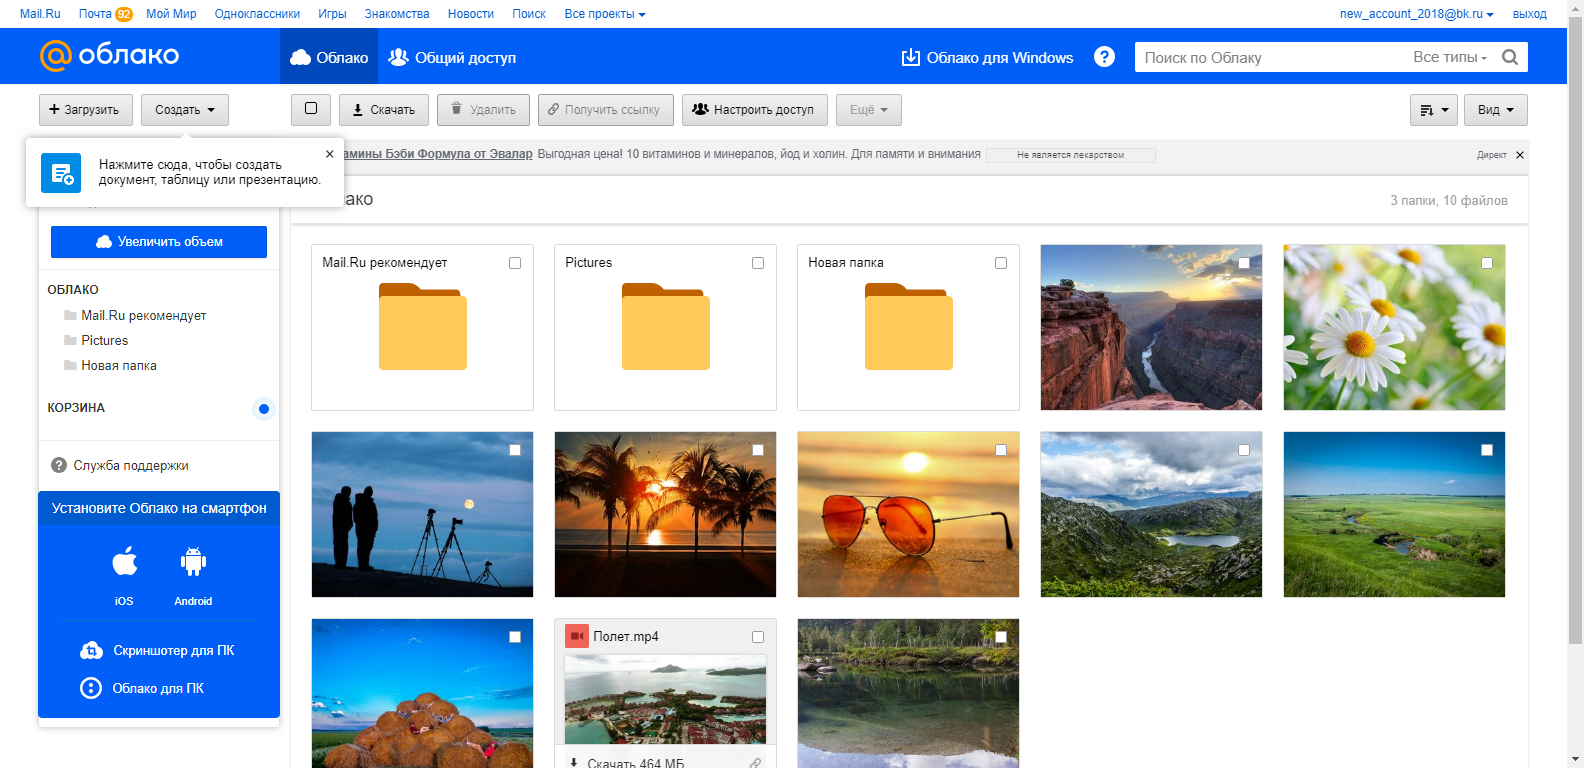 Mail.Ru Почта 92 Мой Мир Одноклассники Игры Знакомства Новости Поиск Все проекты new_account_2018@bk.ru выход
@облако Облако Общий доступ Облако для Windows ? Поиск по Облаку Все типы
+ Загрузить Создать Скачать Удалить Получить ссылку Настроить доступ Ещё Вид
Нажмите сюда, чтобы создать
документ, таблицу или презентацию.
амины Бэби Формула от Эвалар Выгодная цена! 10 витаминов и минералов, йод и холин. Для памяти и внимания Не является лекарством Директ
ако 3 папки, 10 файлов
Увеличить объем
ОБЛАКО
Mail.Ru рекомендует
Pictures
Новая папка
КОРЗИНА
? Служба поддержки
Установите Облако на смартфон
iOS Android
Скриншотер для ПК
Облако для ПК
Mail.Ru рекомендует Pictures Новая папка
Полет.mp4
Скачать 464 МБ